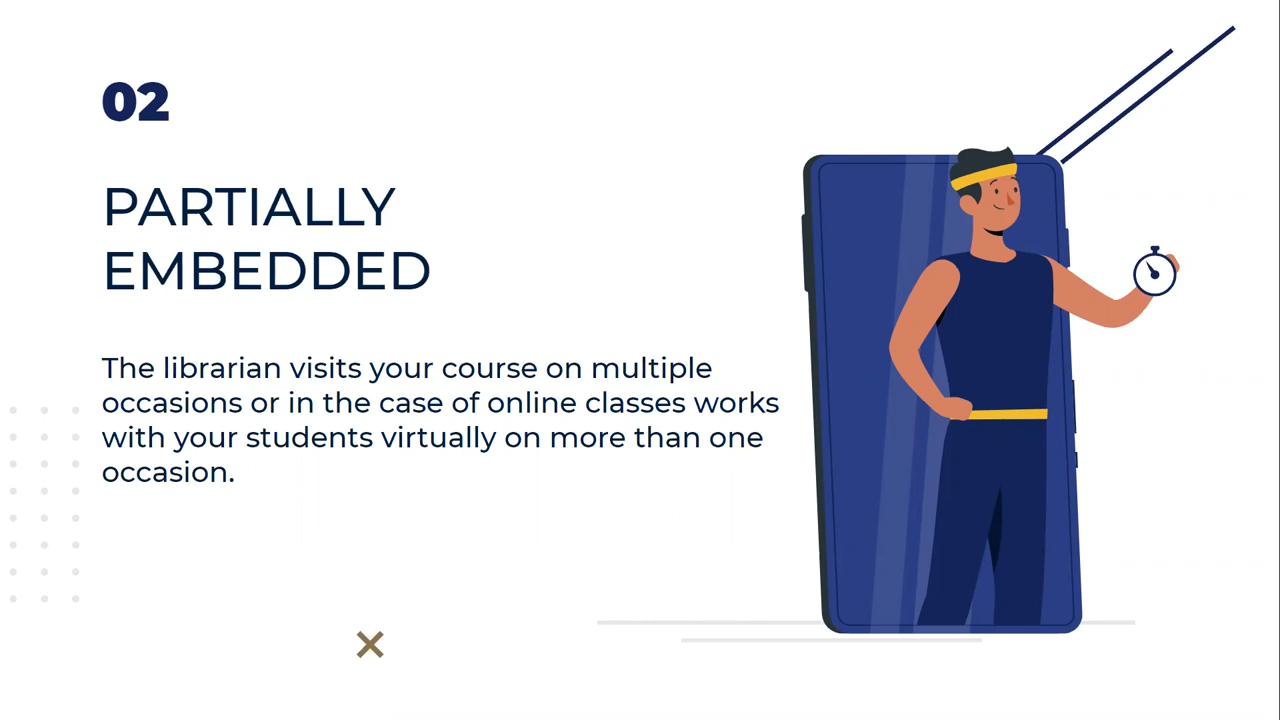 02
PARTIALLY
EMBEDDED
The librarian visits your course on multiple
occasions or in the case of online classes works
with your students virtually on more than one
occasion.